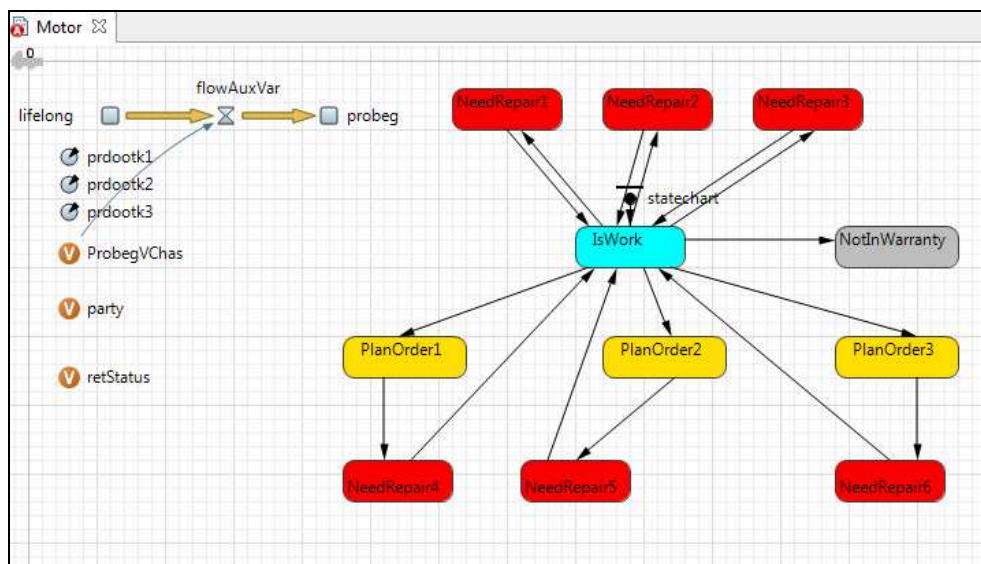 Motor
0
flowAuxVar
lifelong
probeg
NeedRepair1
NeedRepair2
NeedRepair3
prdootk1
prdootk2
prdootk3
statechart
IsWork
NotInWarranty
ProbegVChas
party
PlanOrder1
PlanOrder2
PlanOrder3
retStatus
NeedRepair4
NeedRepair5
NeedRepair6
V
V
V